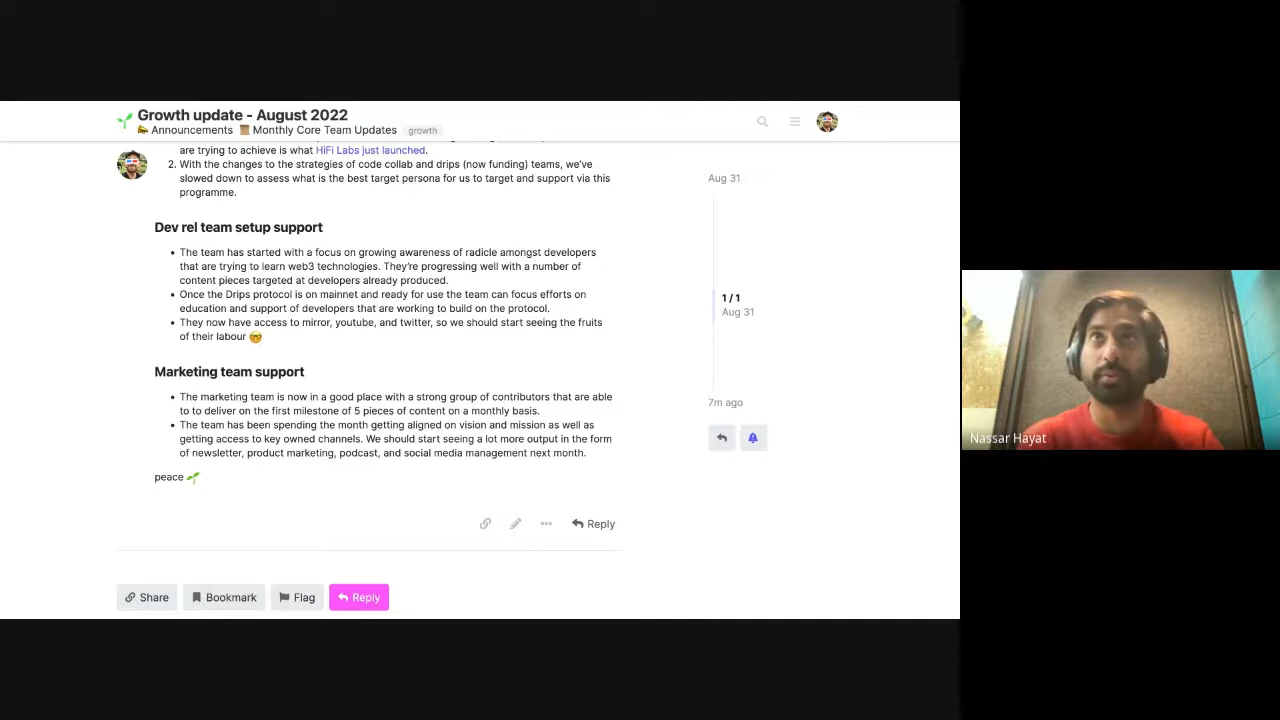 Growth update - August 2022
Announcements Monthly Core Team Updates growth
are trying to achieve is what HiFi Labs just launched.
2. With the changes to the strategies of code collab and drips (now funding) teams, we've
slowed down to assess what is the best target persona for us to target and support via this
programme.
Dev rel team setup support
• The team has started with a focus on growing awareness of radicle amongst developers
that are trying to learn web3 technologies. They're progressing well with a number of
content pieces targeted at developers already produced.
• Once the Drips protocol is on mainnet and ready for use the team can focus efforts on
education and support of developers that are working to build on the protocol.
• They now have access to mirror, youtube, and twitter, so we should start seeing the fruits
of their labour
Marketing team support
• The marketing team is now in a good place with a strong group of contributors that are able
to to deliver on the first milestone of 5 pieces of content on a monthly basis.
• The team has been spending the month getting aligned on vision and mission as well as
getting access to key owned channels. We should start seeing a lot more output in the form
of newsletter, product marketing, podcast, and social media management next month.
peace
Reply
Share Bookmark Flag Reply
Aug 31
1 / 1
Aug 31
7m ago
Nassar Hayat